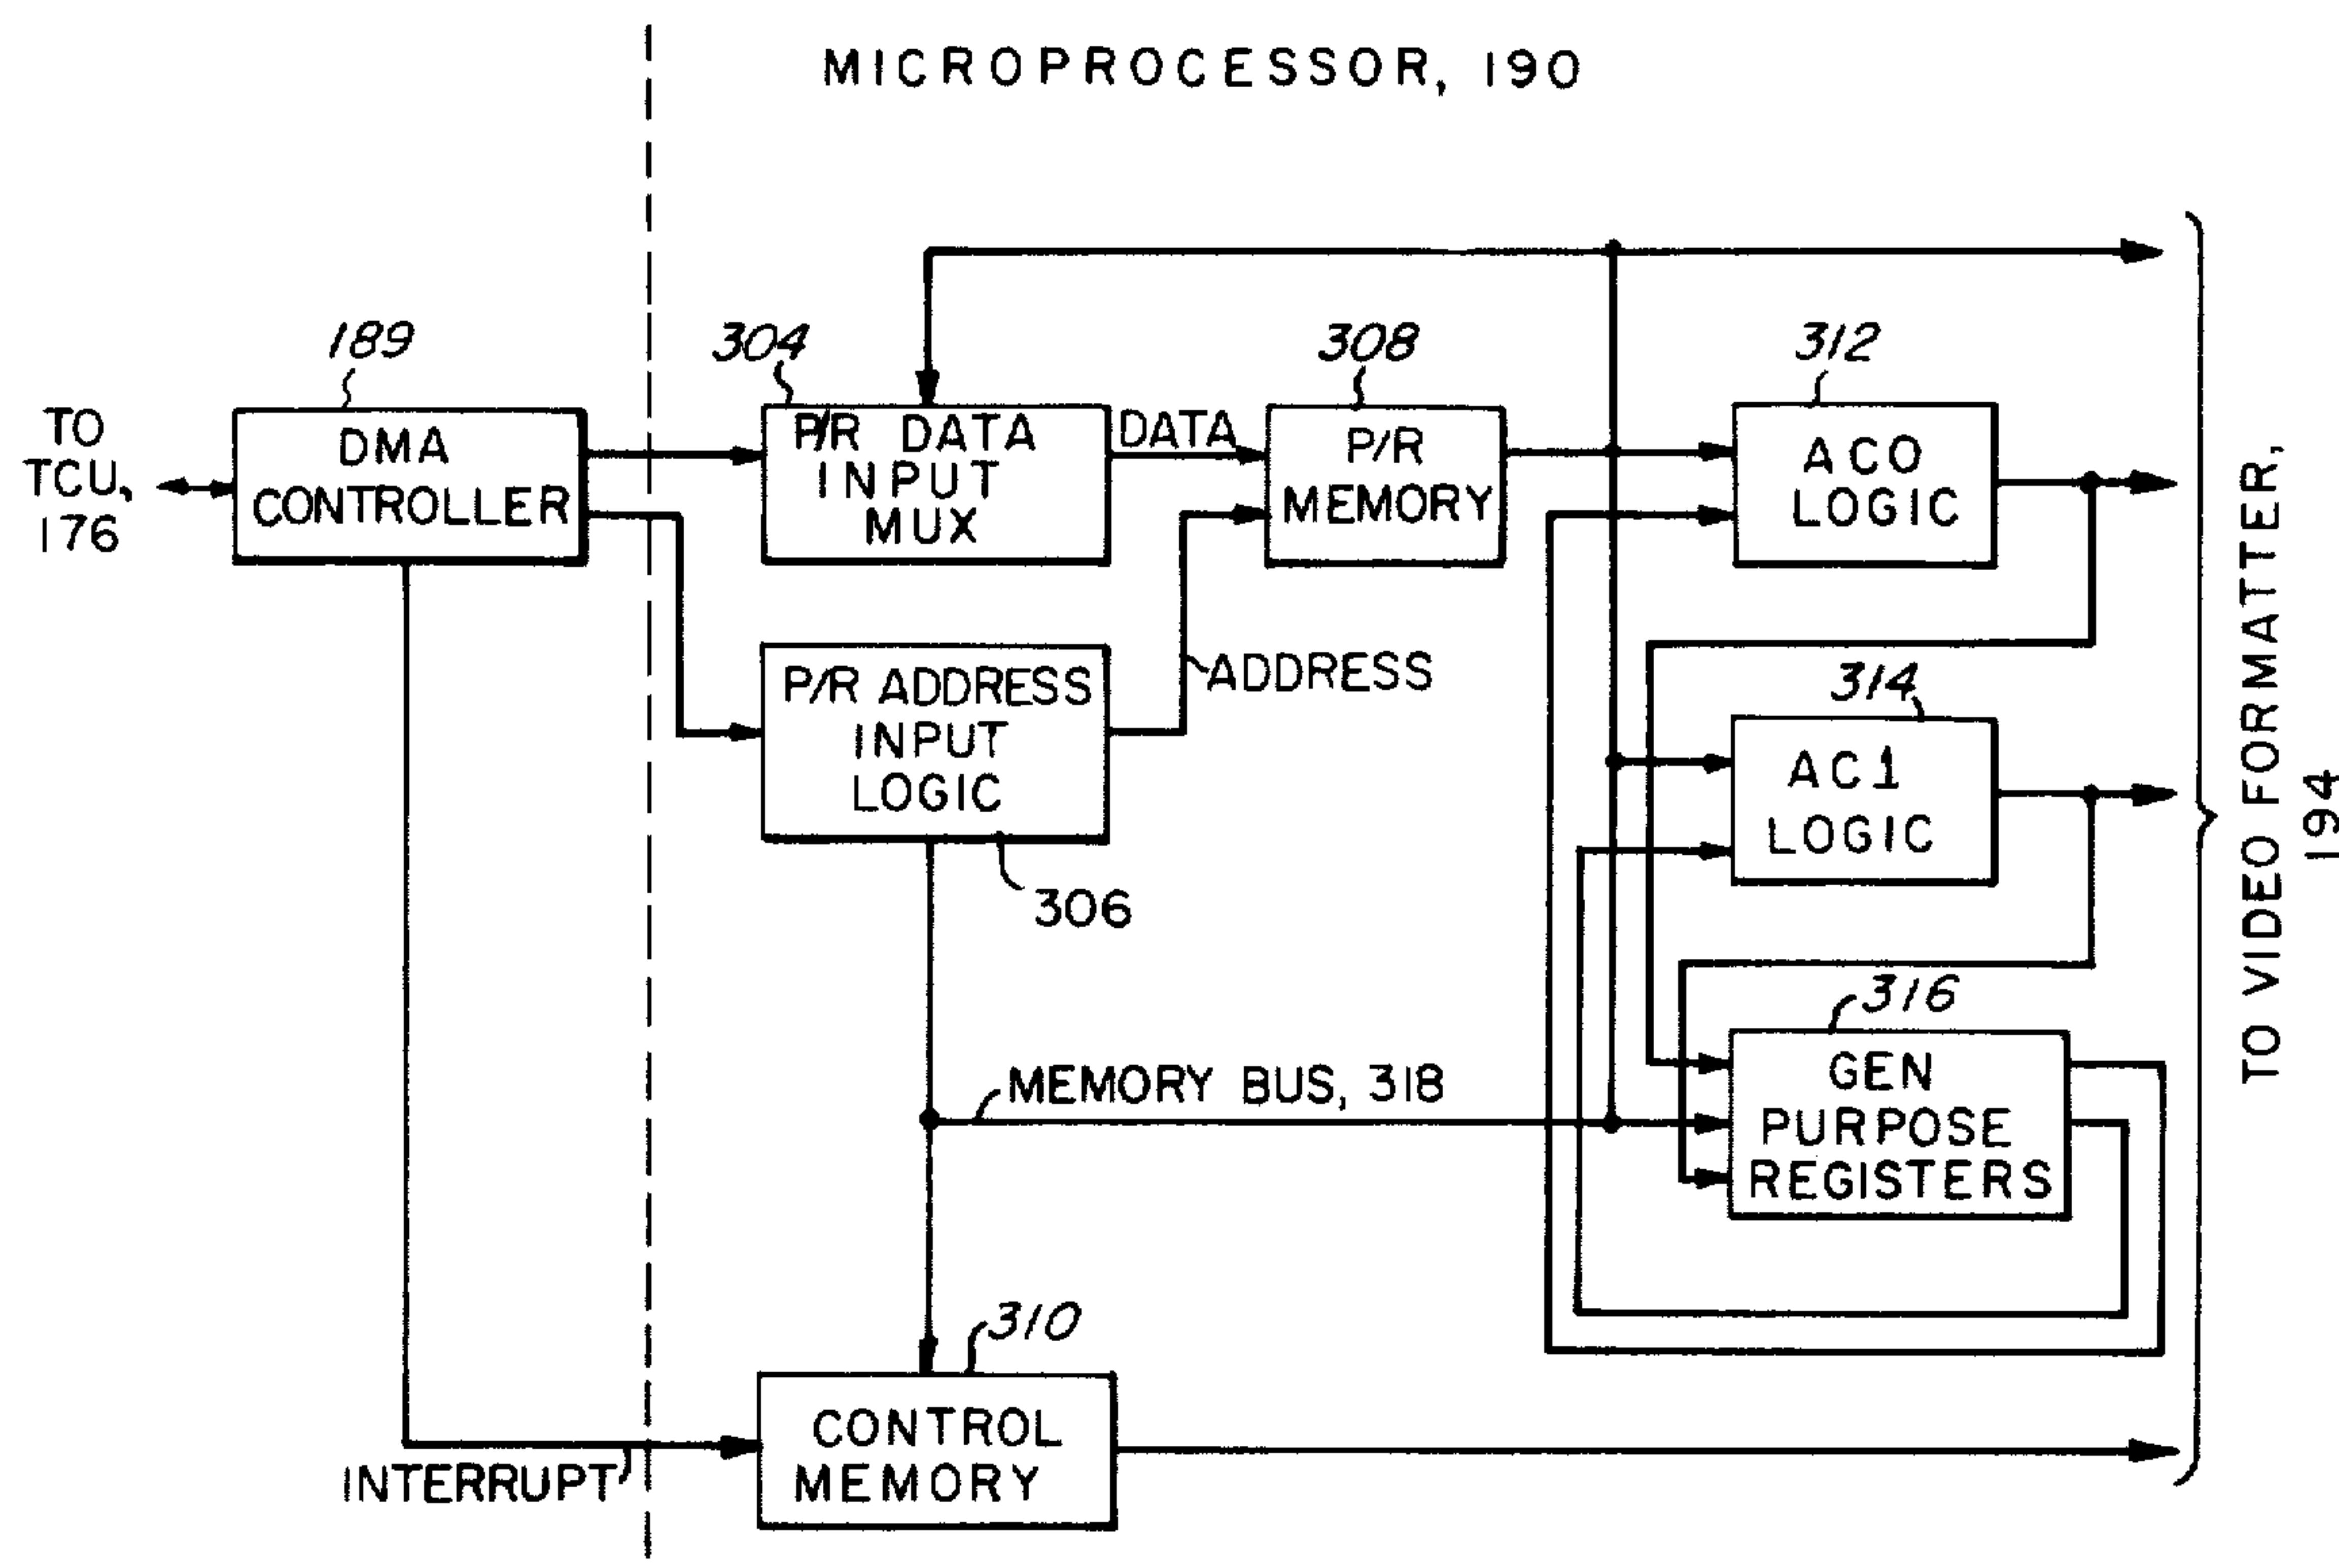 MICROPROCESSOR, 190
189
304
308
312
TO
TCU,
176
DMA
CONTROLLER
P/R DATA
INPUT
MUX
DATA
P/R
MEMORY
AC0
LOGIC
P/R ADDRESS
INPUT
LOGIC
ADDRESS
306
314
AC1
LOGIC
316
GEN
PURPOSE
REGISTERS
MEMORY BUS, 318
310
CONTROL
MEMORY
INTERRUPT
TO VIDEO FORMATTER,
194